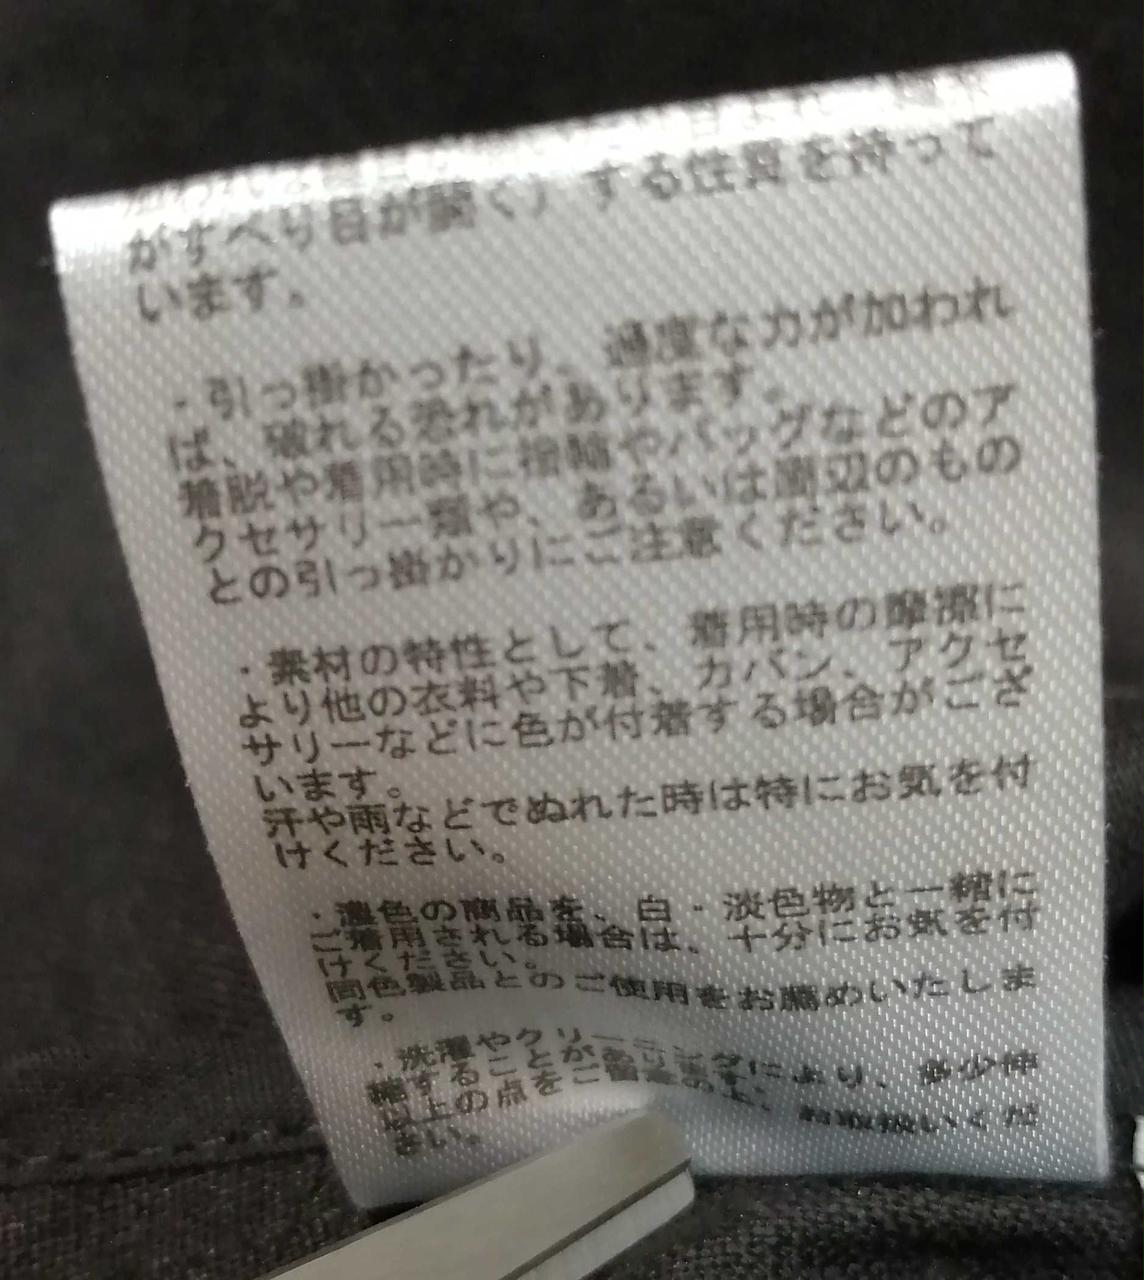 する性質を持って
がすべり目が開く）
います。
・引っ掛かったり、過度な力が加われ
ば、破れる恐れがあります。
着脱や着用時に指輪やバッグなどのア
クセサリー類や、あるいは周辺のもの
との引っ掛かりにご注意ください。
・素材の特性として、着用時の摩擦に
より他の衣料や下着、カバン、アクセ
サリーなどに色が付着する場合がござ
います。
汗や雨などでぬれた時は特にお気を付
けください。
・濃色の商品を、白・淡色物と一緒に
ご着用される場合は、十分にお気を付
けください。
同色製品とのご使用をお薦めいたしま
す。
・洗濯やクリーニングにより、多少伸
縮することがあります。
以上の点をご留意の上、お取扱いくだ
さい。